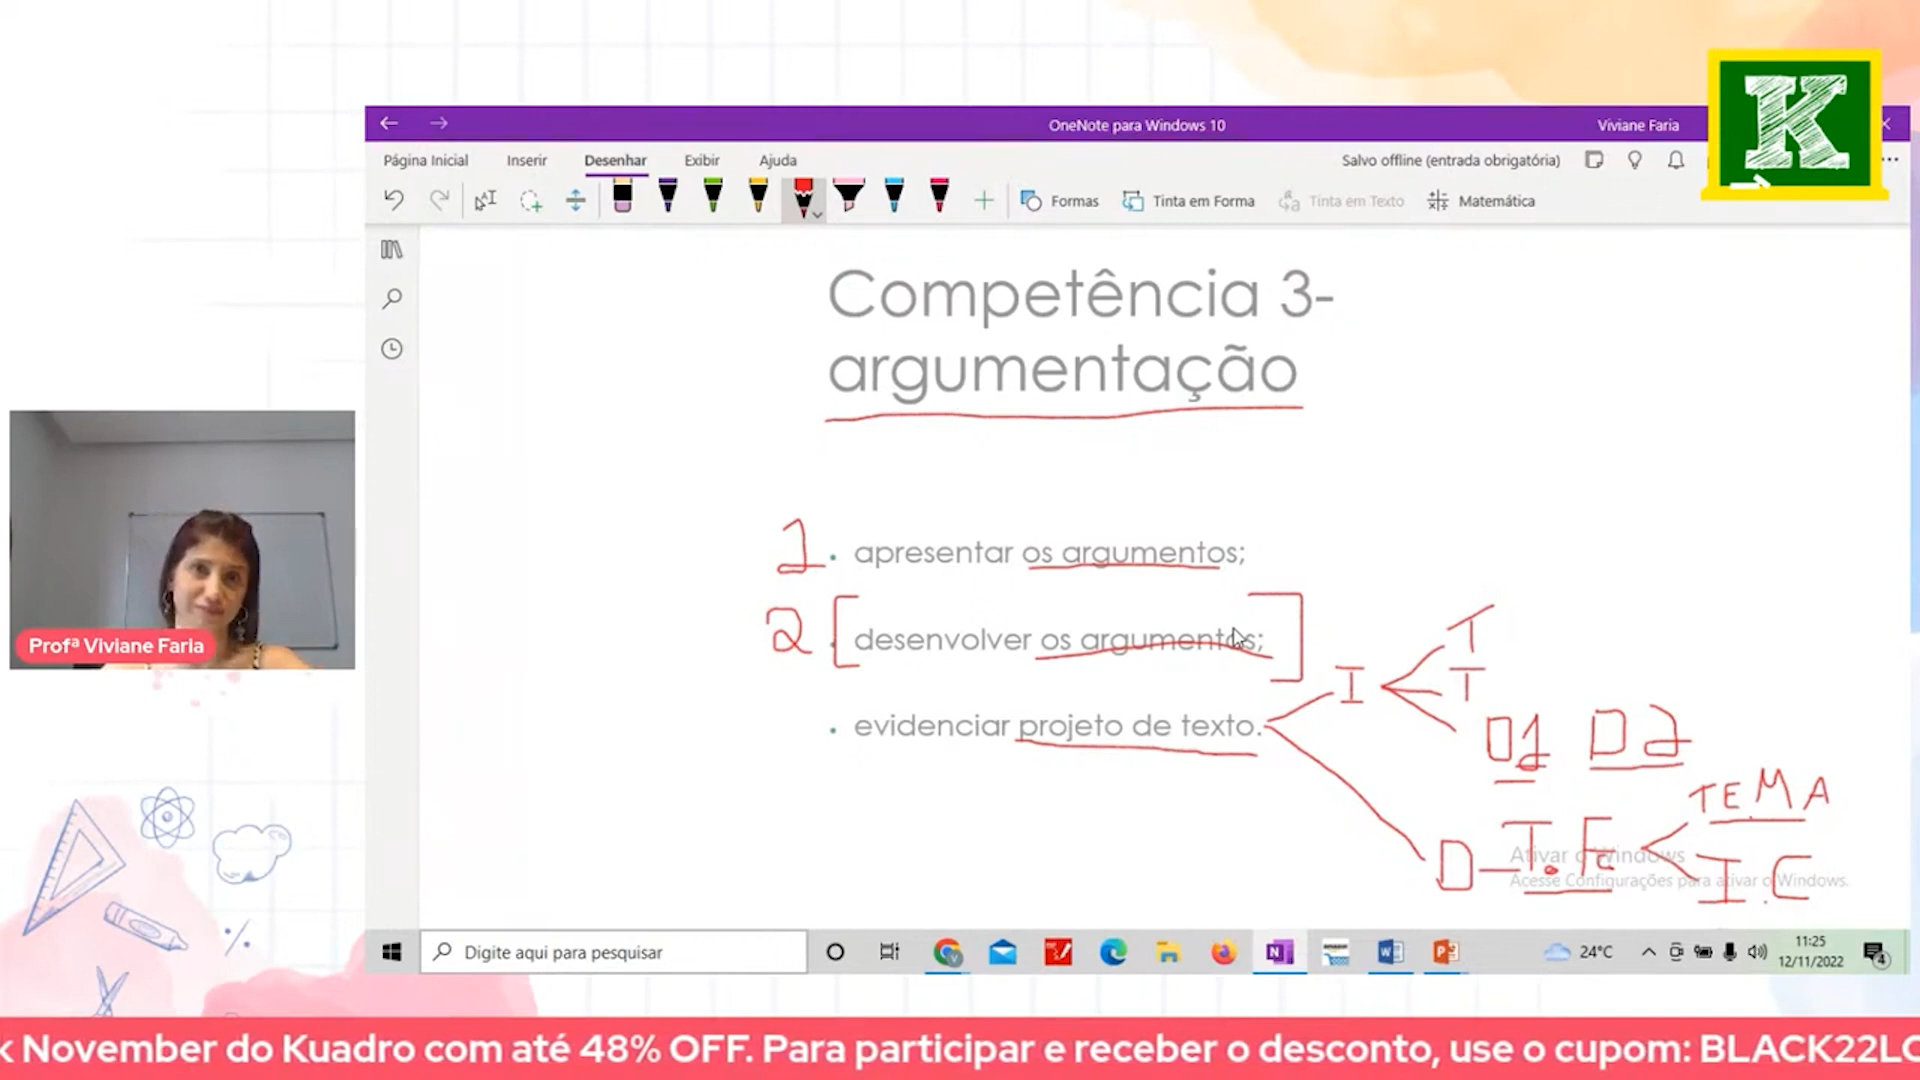 K
OneNote para Windows 10
Viviane Faria
Página Inicial Inserir Desenhar Exibir Ajuda
Salvo offline (entrada obrigatória)
Formas Tinta em Forma Tinta em Texto Matemática
Competência 3-
argumentação
1 . apresentar os argumentos;
2 [. desenvolver os argumentos; ]
. evidenciar projeto de texto.
I
T
T
D1 D2
D - T.F
TEMA
I.C
Ativar o Windows
Acesse Configurações para ativar o Windows.
Profª Viviane Faria
Digite aqui para pesquisar
24°C
11:25
12/11/2022
4
k November do Kuadro com até 48% OFF. Para participar e receber o desconto, use o cupom: BLACK22LO